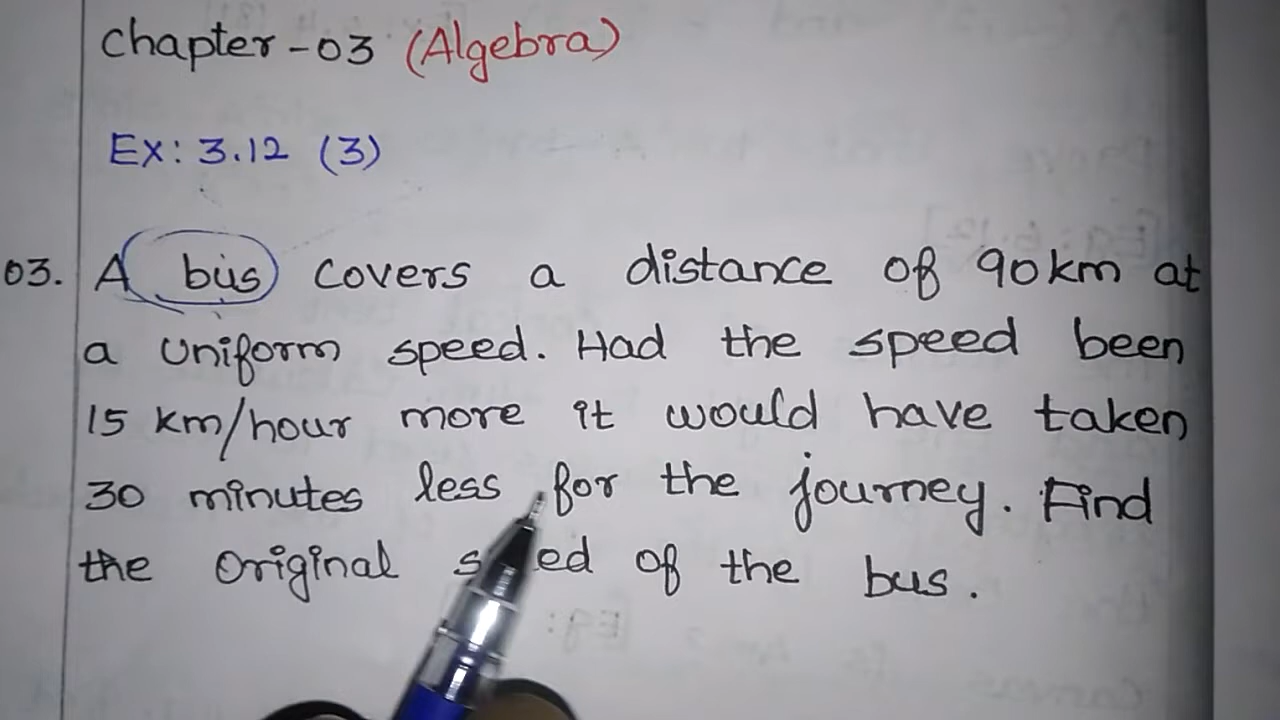 Chapter-03 (Algebra)
Ex: 3.12 (3)
03. A bus covers a distance of 90km at
a uniform speed. Had the speed been
15 km/hour more it would have taken
30 minutes less for the journey. Find
the original of the bus.
Eg: